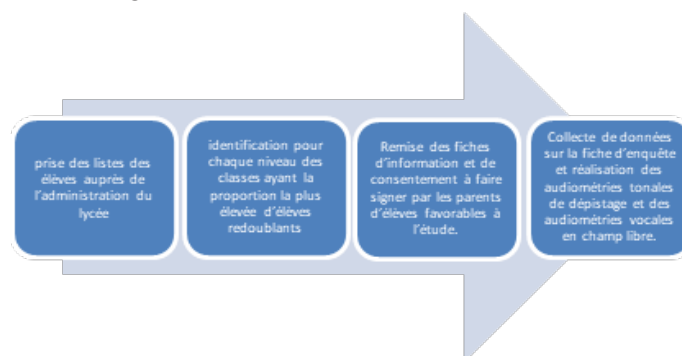 prise des listes des
élèves auprès de
l'administration du
lycée
identification pour
chaque niveau des
classes ayant la
proportion la plus
élevée d'élèves
redoublants
Remise des fiches
d'information et de
consentement à faire
signer par les parents
d'élèves favorables à
l'étude.
Collecte de données
sur la fiche d'enquête
et réalisation des
audiométries tonales
de dépistage et des
audiométries vocales
en champ libre.